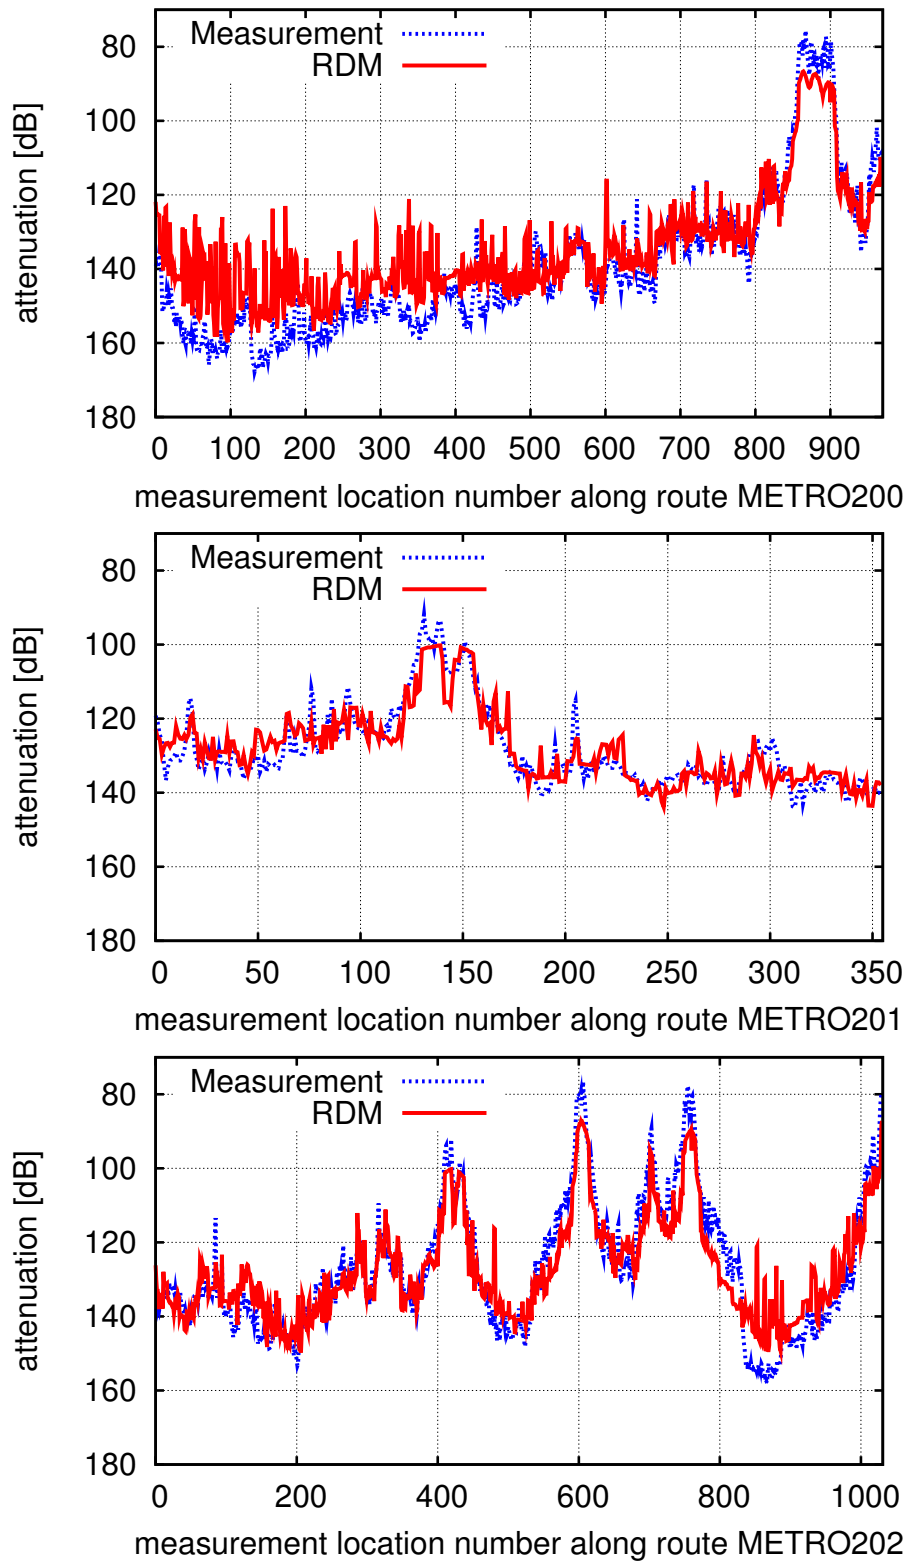 Measurement
RDM
attenuation [dB]
80
100
120
140
160
180
0 100 200 300 400 500 600 700 800 900
measurement location number along route METRO200
Measurement
RDM
attenuation [dB]
80
100
120
140
160
180
0 50 100 150 200 250 300 350
measurement location number along route METRO201
Measurement
RDM
attenuation [dB]
80
100
120
140
160
180
0 200 400 600 800 1000
measurement location number along route METRO202